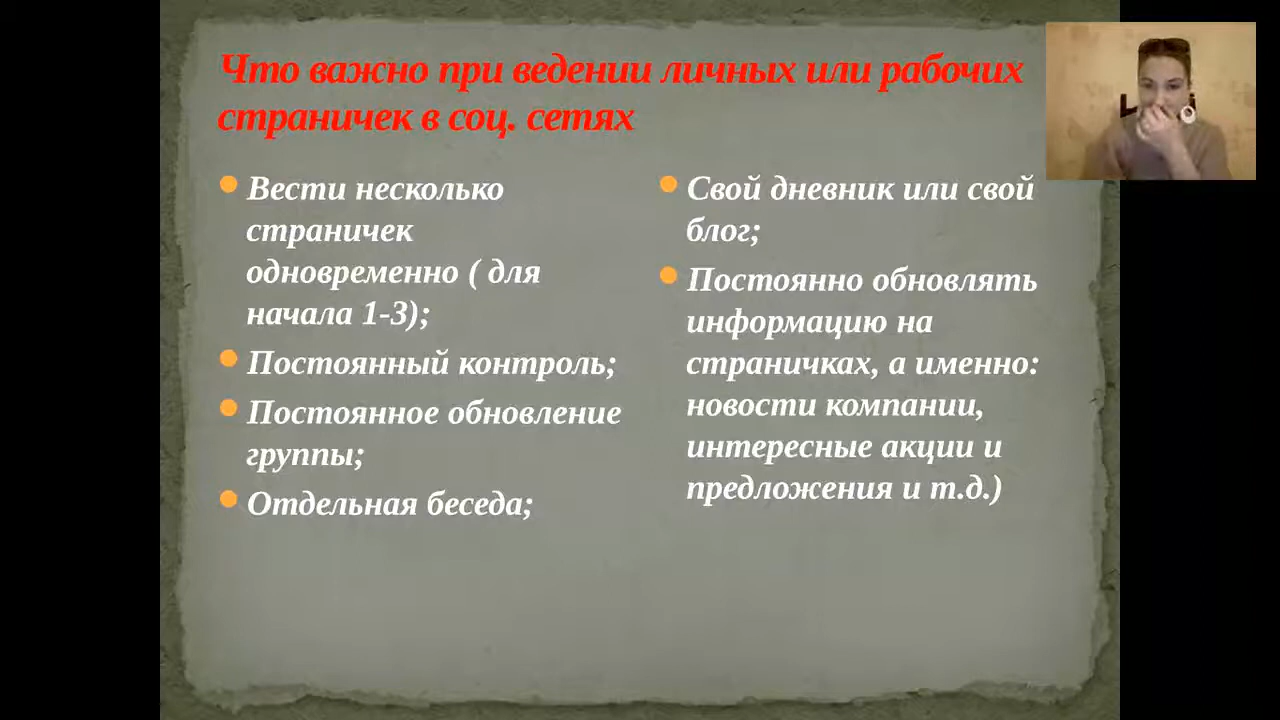 Что важно при ведении личных или рабочих
страничек в соц. сетях
Вести несколько
страничек
одновременно ( для
начала 1-3);
Постоянный контроль;
Постоянное обновление
группы;
Отдельная беседа;
Свой дневник или свой
блог;
Постоянно обновлять
информацию на
страничках, а именно:
новости компании,
интересные акции и
предложения и т.д.)